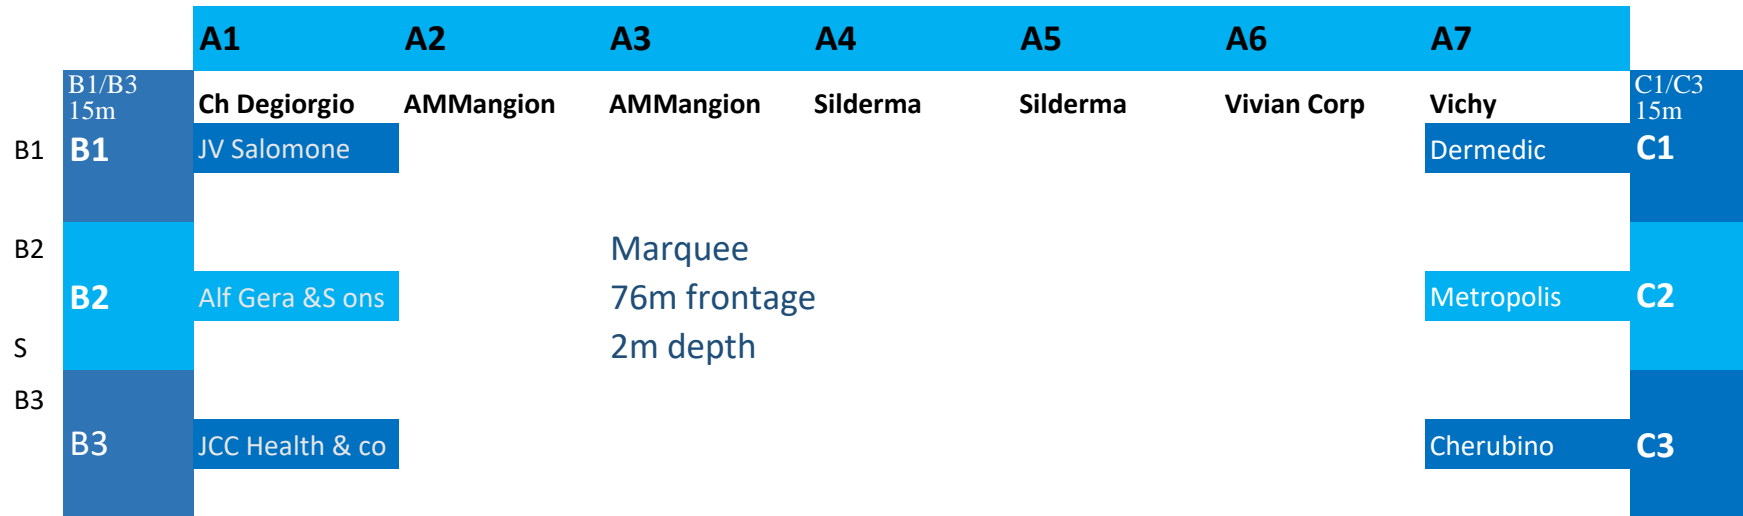 A1 A2 A3 A4 A5 A6 A7
B1/B3 C1/C3
15m Ch Degiorgio AMMangion AMMangion Silderma Silderma Vivian Corp Vichy 15m
B1 B1 JV Salomone Dermedic C1
B2 Marquee
B2 Alf Gera &S ons 76m frontage Metropolis C2
S 2m depth
B3
B3 JCC Health & co Cherubino C3